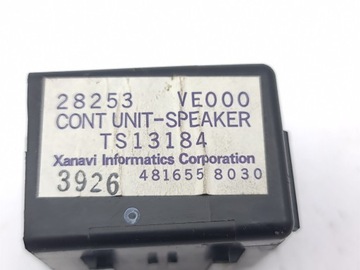 28253 VE000
CONT UNIT-SPEAKER
TS13184
Xanavi Informatics Corporation
3926 481655 8030